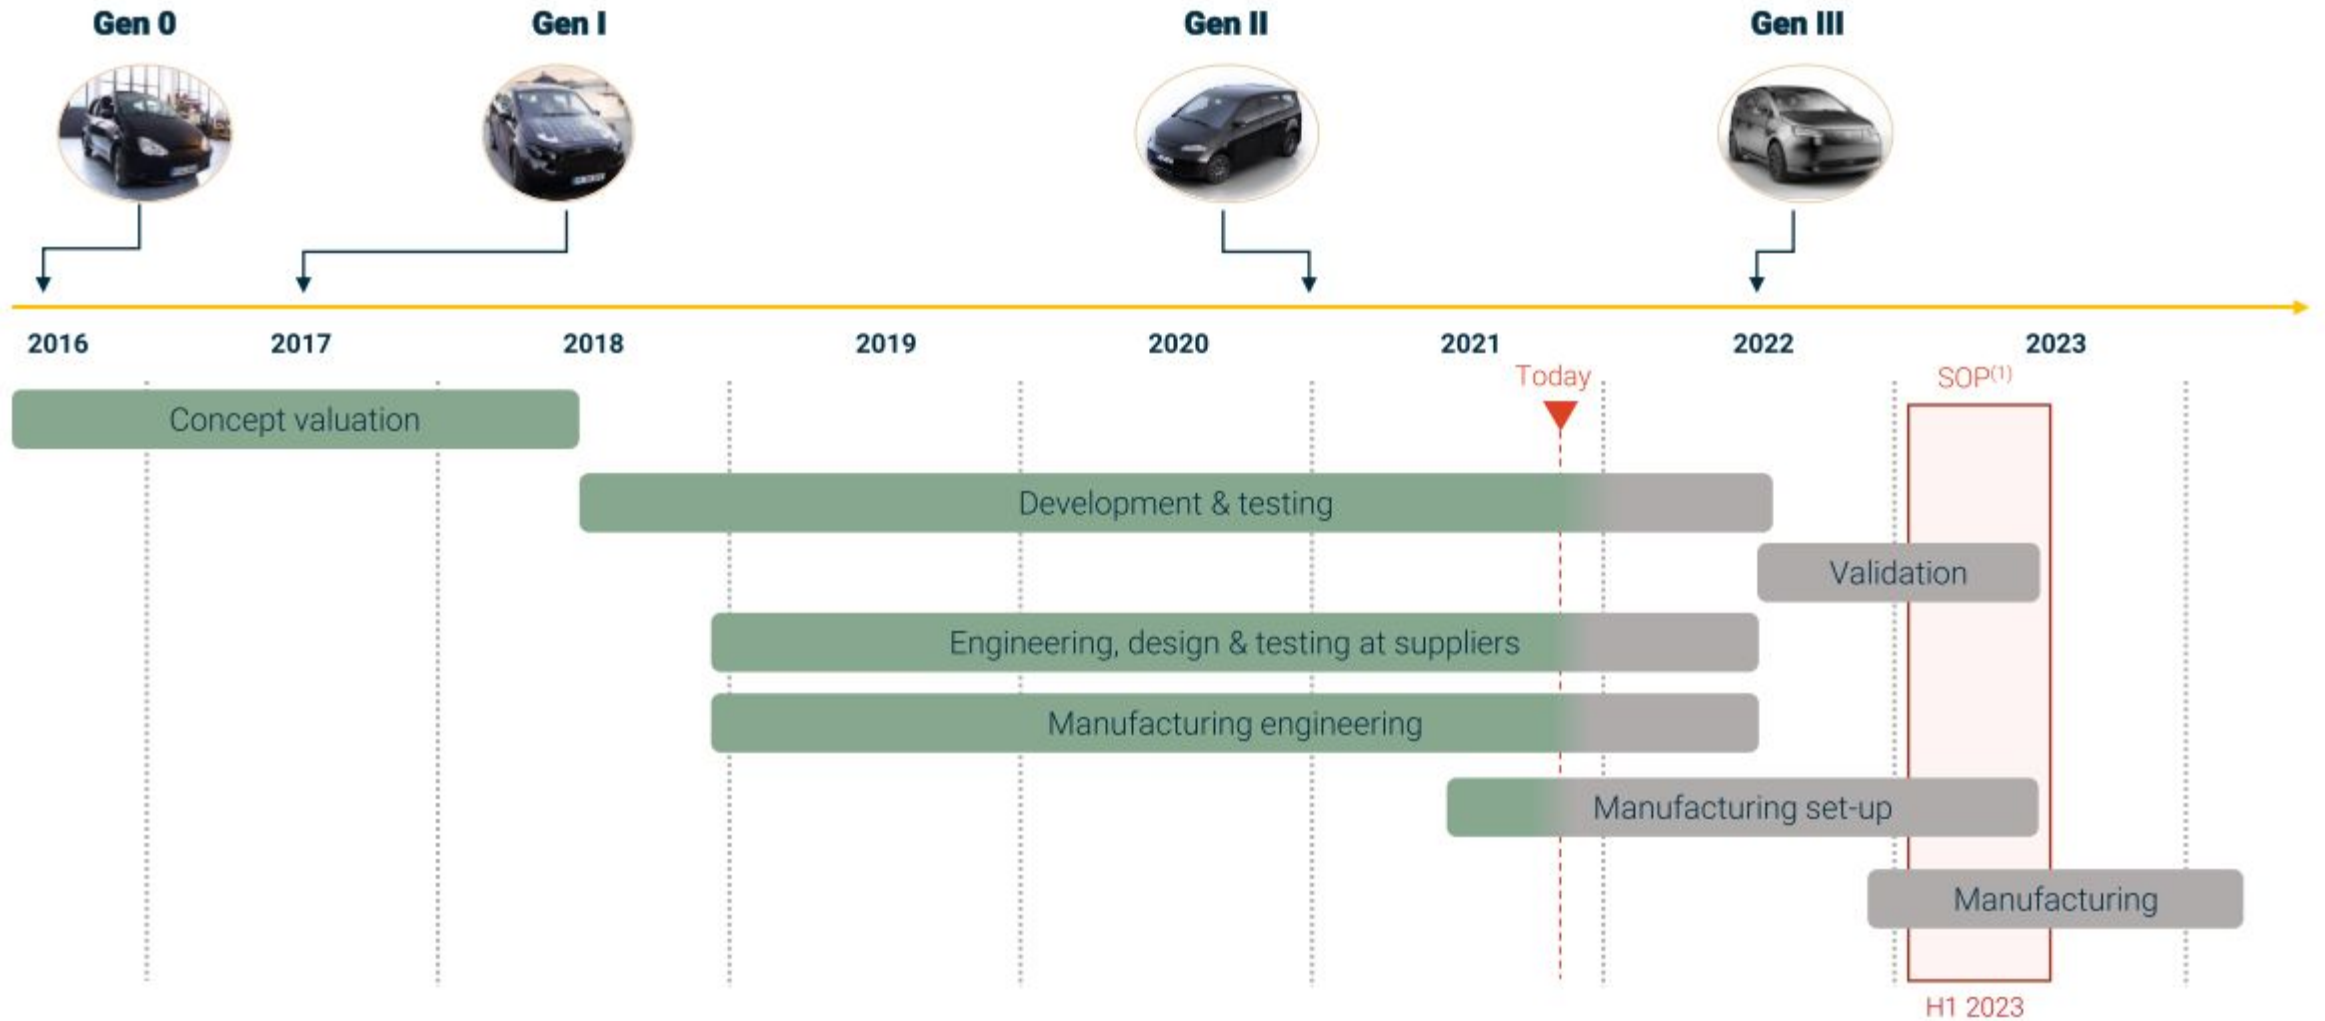 Gen 0
Gen I
Gen II
Gen III
2016
2017
2018
2019
2020
2021
2022
2023
Today
SOP(1)
Concept valuation
Development & testing
Validation
Engineering, design & testing at suppliers
Manufacturing engineering
Manufacturing set-up
Manufacturing
H1 2023